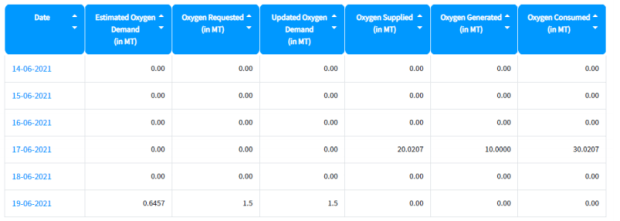 Date Estimated Oxygen Demand (in MT) Oxygen Requested (in MT) Updated Oxygen Demand (in MT) Oxygen Supplied (in MT) Oxygen Generated (in MT) Oxygen Consumed (in MT)
14-06-2021 0.00 0.00 0.00 0.00 0.00 0.00
15-06-2021 0.00 0.00 0.00 0.00 0.00 0.00
16-06-2021 0.00 0.00 0.00 0.00 0.00 0.00
17-06-2021 0.00 0.00 0.00 20.0207 10.0000 30.0207
18-06-2021 0.00 0.00 0.00 0.00 0.00 0.00
19-06-2021 0.6457 1.5 1.5 0.00 0.00 0.00